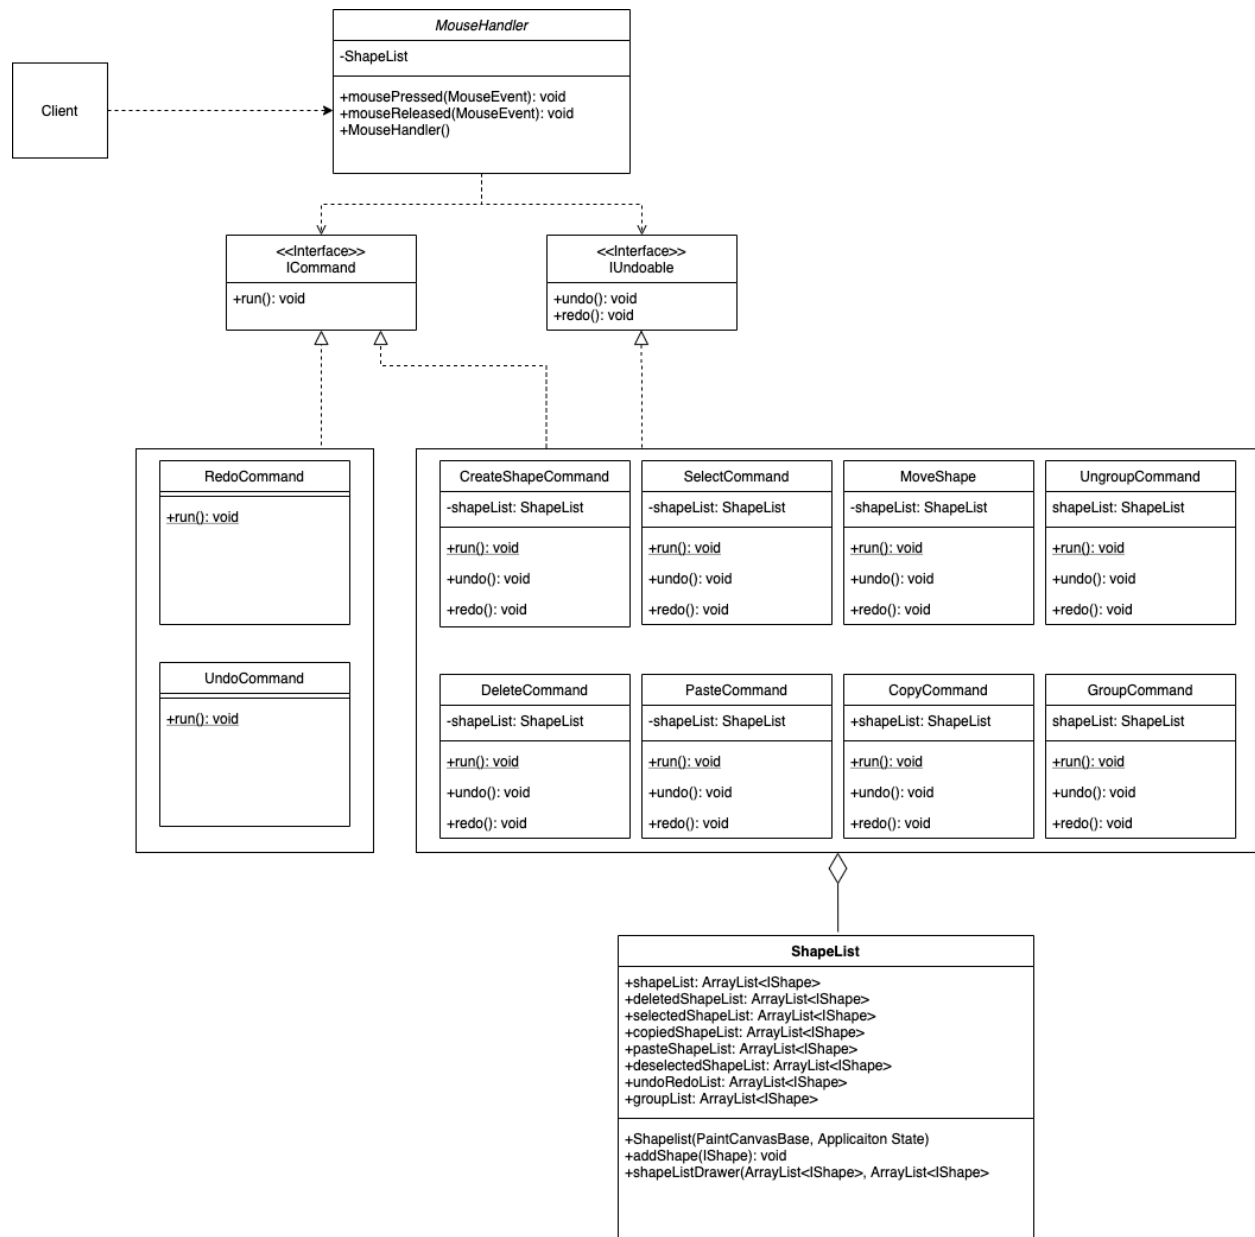 MouseHandler
-ShapeList
+mousePressed(MouseEvent): void
+mouseReleased(MouseEvent): void
+MouseHandler()
Client
<<Interface>>
ICommand
+run(): void
<<Interface>>
IUndoable
+undo(): void
+redo(): void
RedoCommand
+run(): void
UndoCommand
+run(): void
CreateShapeCommand
-shapeList: ShapeList
+run(): void
+undo(): void
+redo(): void
SelectCommand
-shapeList: ShapeList
+run(): void
+undo(): void
+redo(): void
MoveShape
-shapeList: ShapeList
+run(): void
+undo(): void
+redo(): void
UngroupCommand
shapeList: ShapeList
+run(): void
+undo(): void
+redo(): void
DeleteCommand
-shapeList: ShapeList
+run(): void
+undo(): void
+redo(): void
PasteCommand
-shapeList: ShapeList
+run(): void
+undo(): void
+redo(): void
CopyCommand
+shapeList: ShapeList
+run(): void
+undo(): void
+redo(): void
GroupCommand
shapeList: ShapeList
+run(): void
+undo(): void
+redo(): void
ShapeList
+shapeList: ArrayList<IShape>
+deletedShapeList: ArrayList<IShape>
+selectedShapeList: ArrayList<IShape>
+copiedShapeList: ArrayList<IShape>
+pasteShapeList: ArrayList<IShape>
+deselectedShapeList: ArrayList<IShape>
+undoRedoList: ArrayList<IShape>
+groupList: ArrayList<IShape>
+Shapelist(PaintCanvasBase, Applicaiton State)
+addShape(IShape): void
+shapeListDrawer(ArrayList<IShape>, ArrayList<IShape>